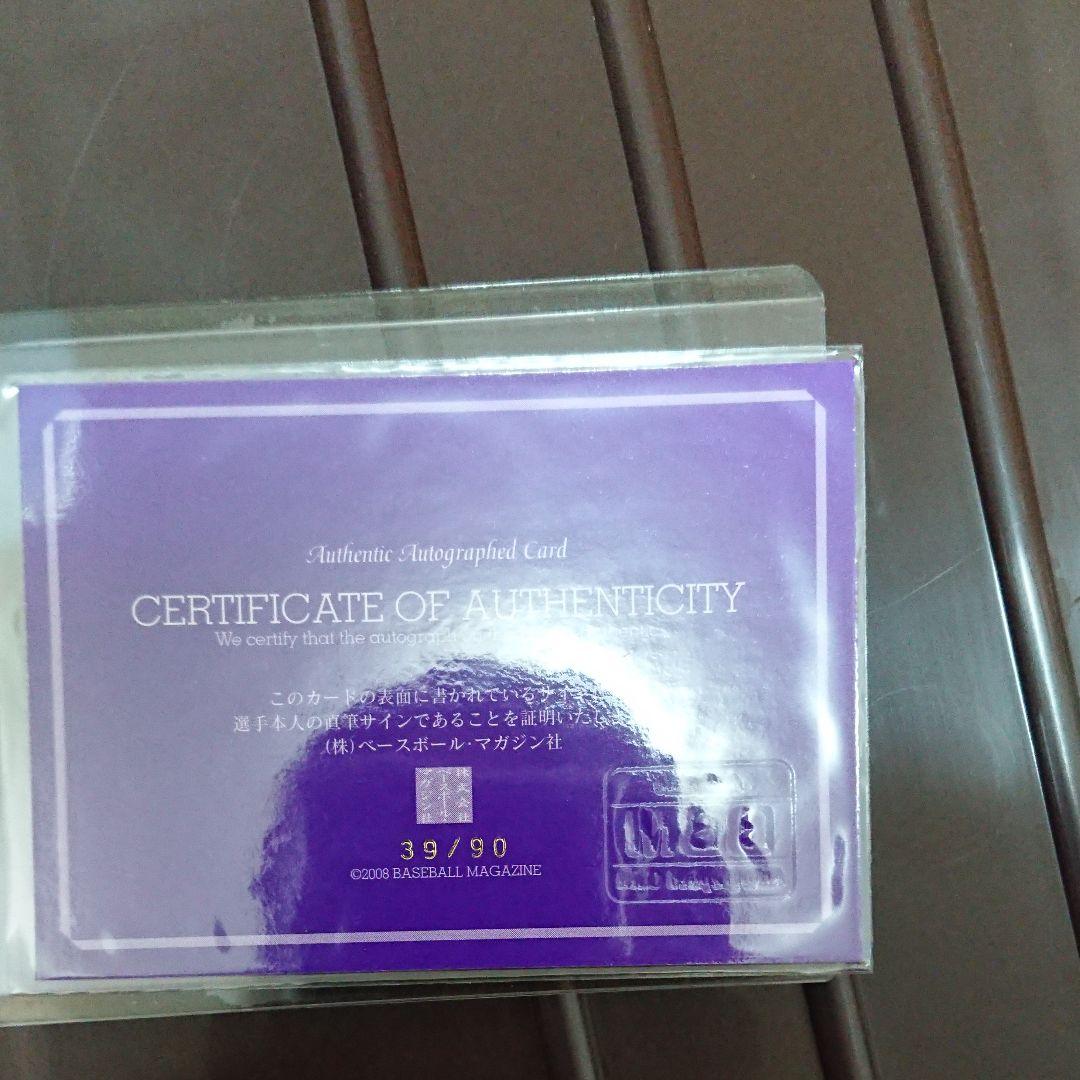 Authentic Autographed Card
CERTIFICATE OF AUTHENTICITY
We certify that the autograph
このカードの表面に書かれているサイン
選手本人の直筆サインであることを証明いたし
(株)ベースボール・マガジン社
39/90
©2008 BASEBALL MAGAZINE